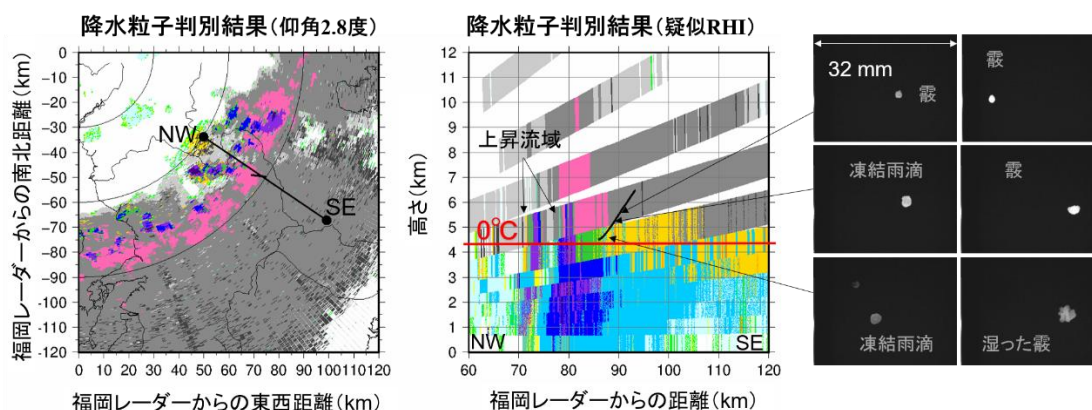 降水粒子判別結果(仰角2.8度)
福岡レーダーからの南北距離(km)
0
-10
-20
-30
-40
-50
-60
-70
-80
-90
-100
-110
-120
NW
SE
0 10 20 30 40 50 60 70 80 90 100 110 120
福岡レーダーからの東西距離(km)
降水粒子判別結果(疑似RHI)
高さ(km)
12
11
10
9
8
7
6
5
4
3
2
1
0
上昇流域
0℃
NW
SE
60 70 80 90 100 110 120
福岡レーダーからの距離(km)
32 mm
霰
霰
凍結雨滴
霰
凍結雨滴
湿った霰